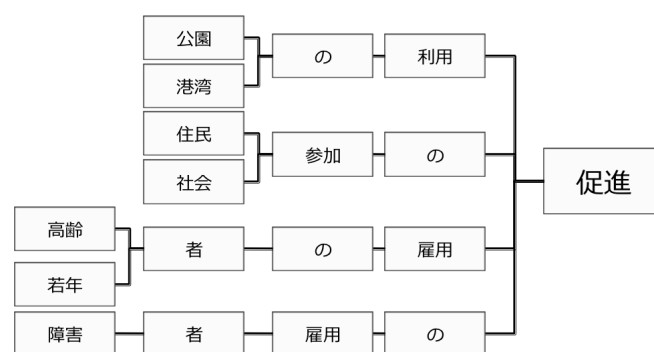 公園
港湾
の
利用
住民
社会
参加
の
高齢
若年
者
の
雇用
障害
者
雇用
の
促進